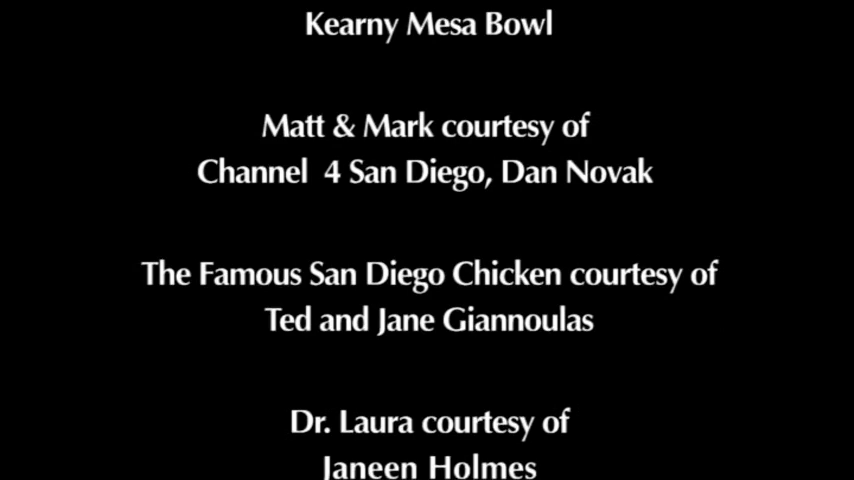 Kearny Mesa Bowl
Matt & Mark courtesy of
Channel  4 San Diego, Dan Novak
The Famous San Diego Chicken courtesy of
Ted and Jane Giannoulas
Dr. Laura courtesy of
Janeen Holmes